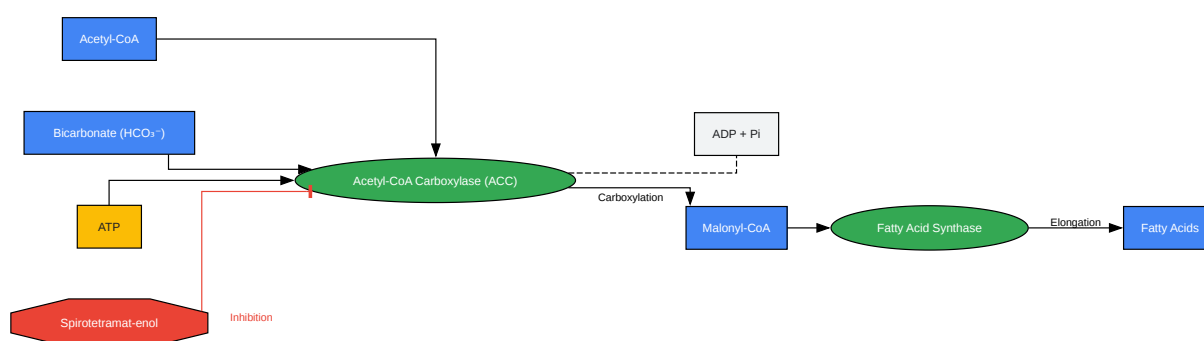 Acetyl-CoA
Bicarbonate (HCO₃⁻)
ADP + Pi
Acetyl-CoA Carboxylase (ACC)
Carboxylation
ATP
Malonyl-CoA
Fatty Acid Synthase
Elongation
Fatty Acids
Spirotetramat-enol
Inhibition